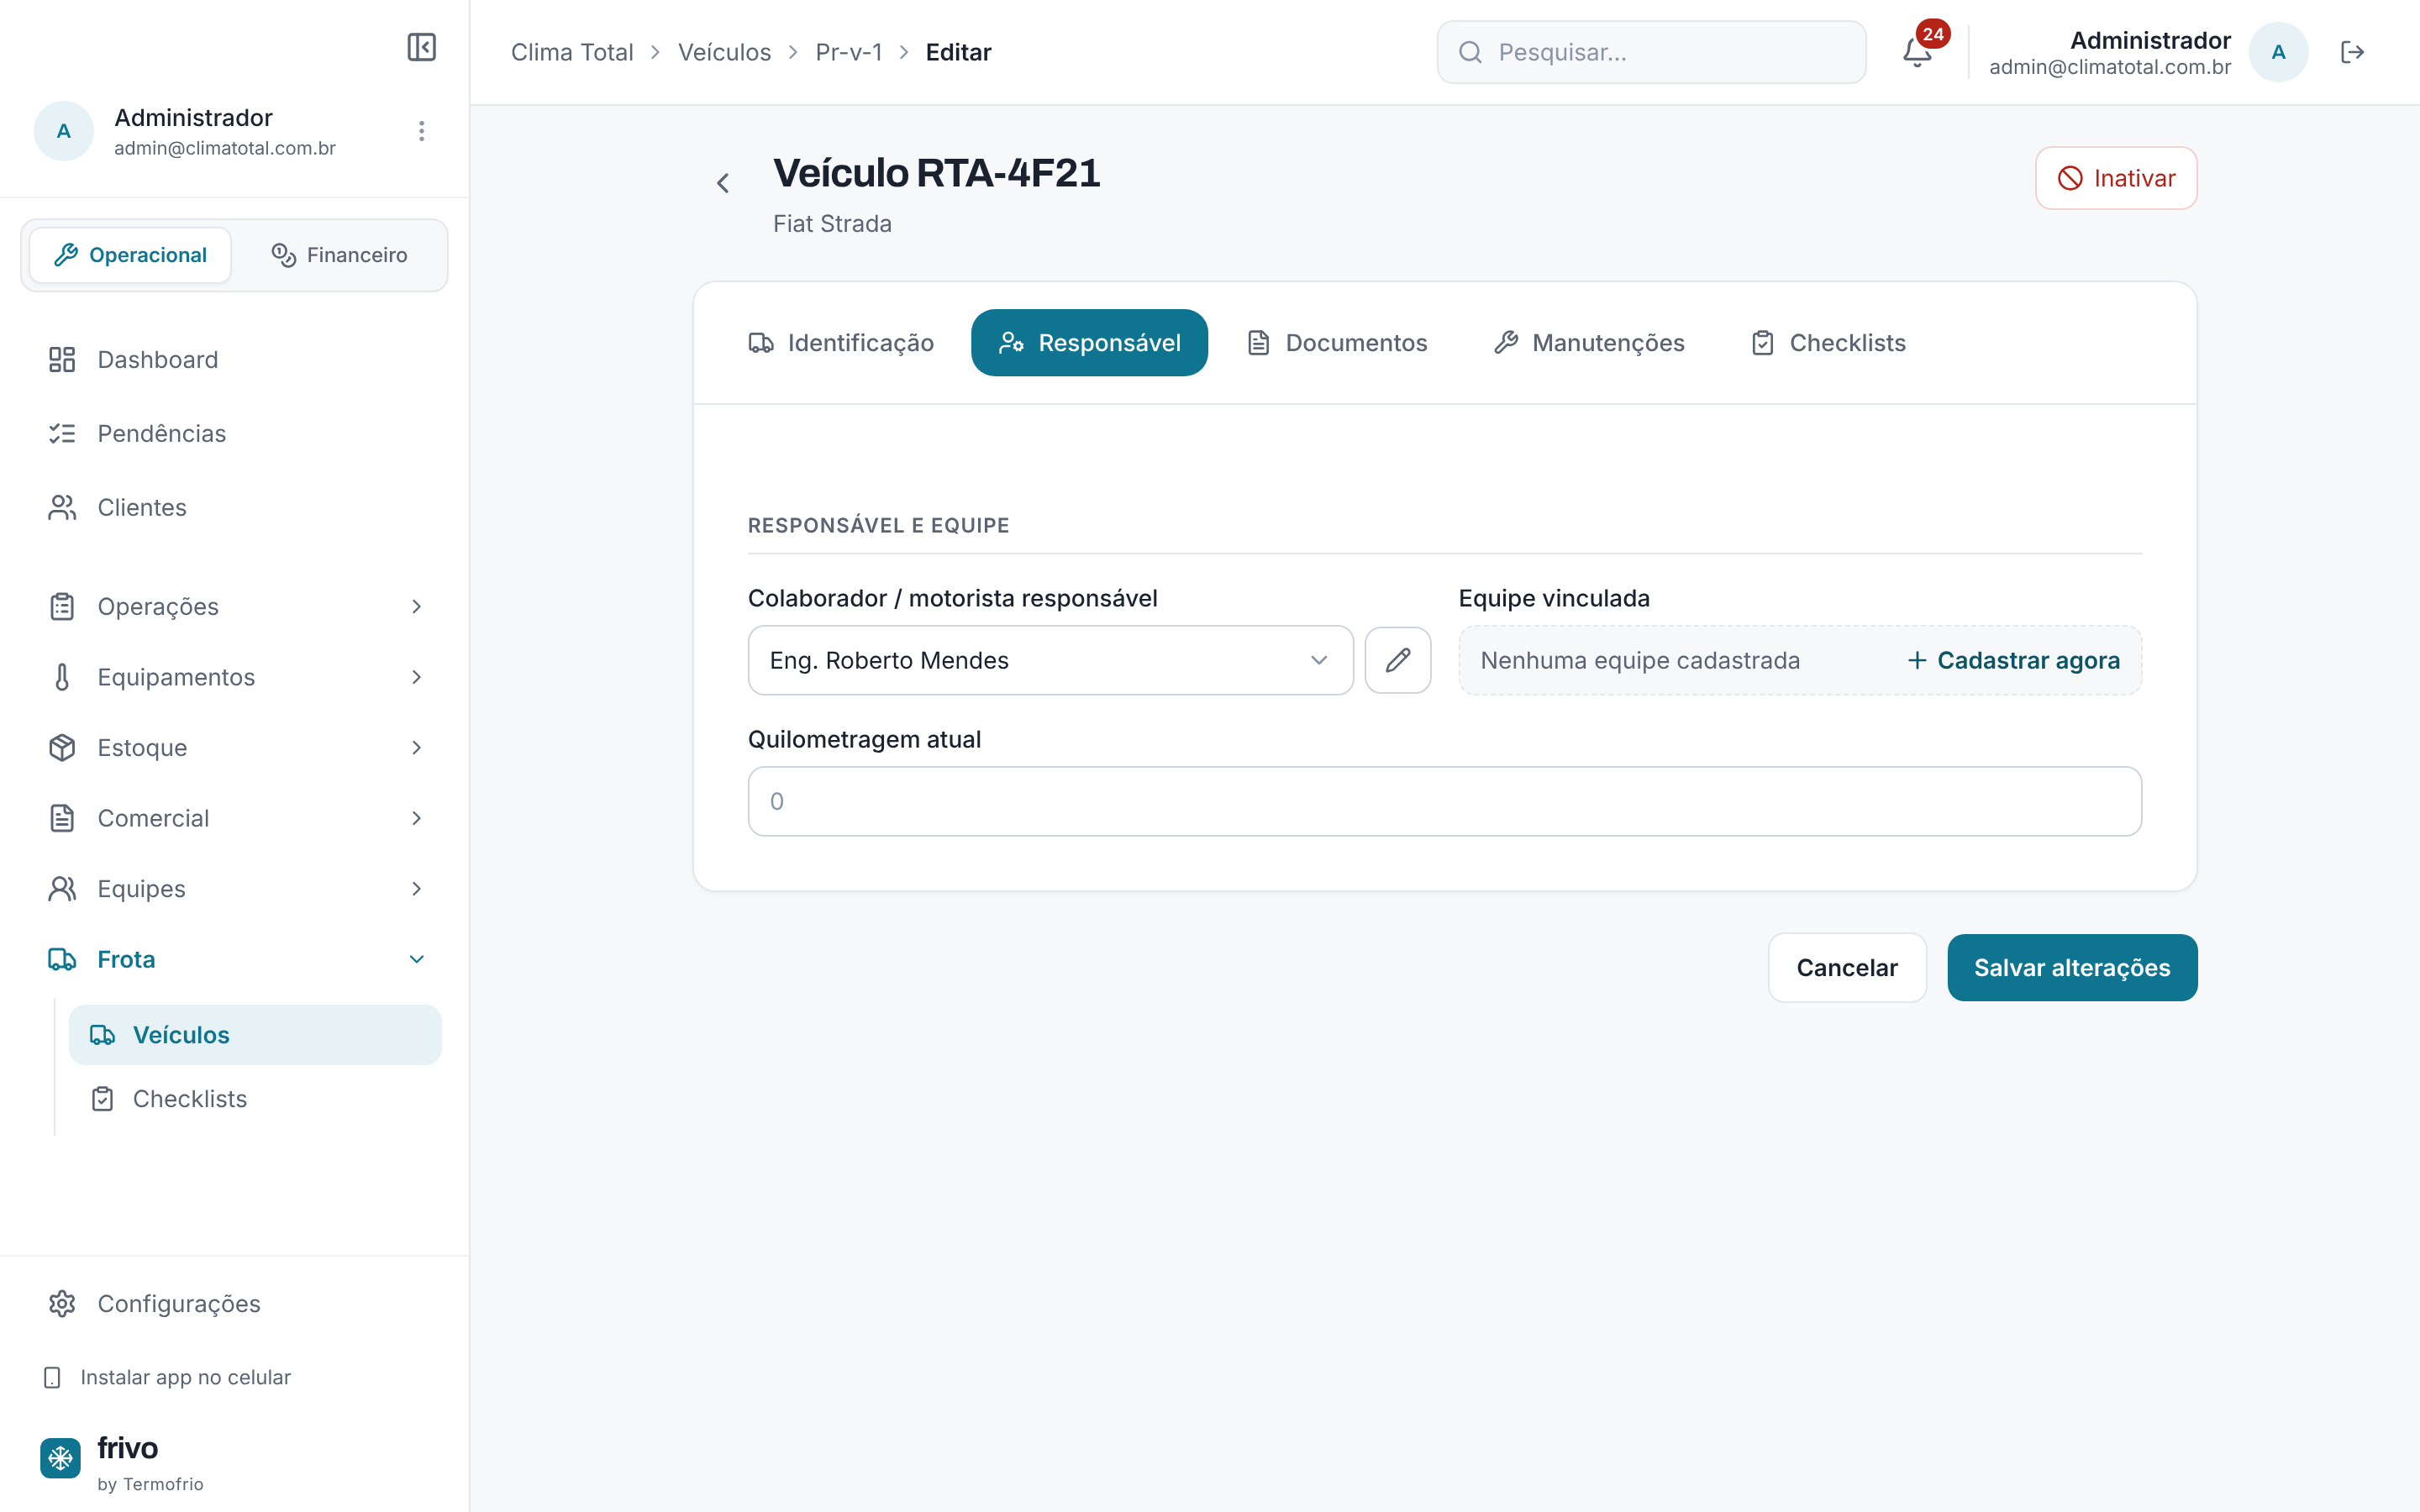 Administrador
admin@climatotal.com.br
Operacional
Financeiro
Dashboard
Pendências
Clientes
Operações
Equipamentos
Estoque
Comercial
Equipes
Frota
Veículos
Checklists
Configurações
Instalar app no celular
frivo
by Termofrio
Clima Total > Veículos > Pr-v-1 > Editar
Pesquisar...
24
Administrador
admin@climatotal.com.br
A
A
Veículo RTA-4F21
Fiat Strada
Inativar
Identificação
Responsável
Documentos
Manutenções
Checklists
RESPONSÁVEL E EQUIPE
Colaborador / motorista responsável
Eng. Roberto Mendes
Equipe vinculada
Nenhuma equipe cadastrada
+ Cadastrar agora
Quilometragem atual
0
Cancelar
Salvar alterações